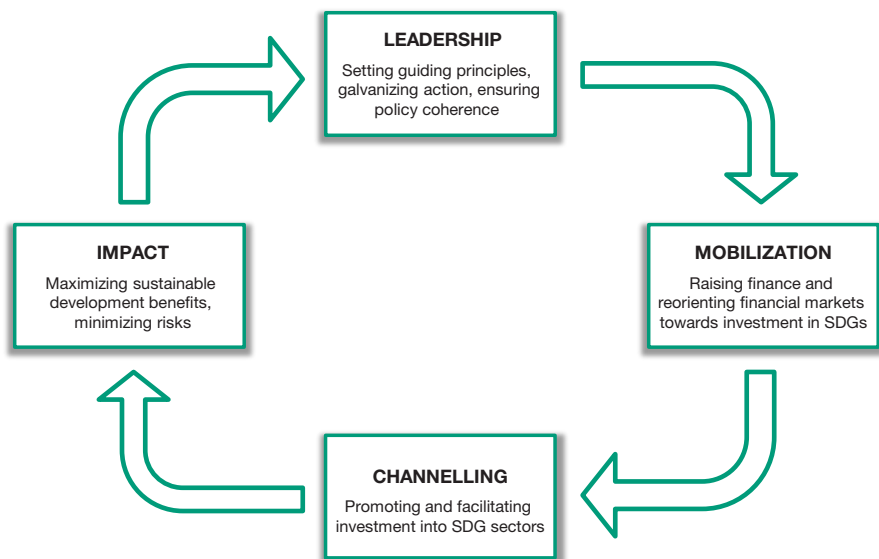 LEADERSHIP
Setting guiding principles,
galvanizing action, ensuring
policy coherence
IMPACT
Maximizing sustainable
development benefits,
minimizing risks
MOBILIZATION
Raising finance and
reorienting financial markets
towards investment in SDGs
CHANNELLING
Promoting and facilitating
investment into SDG sectors